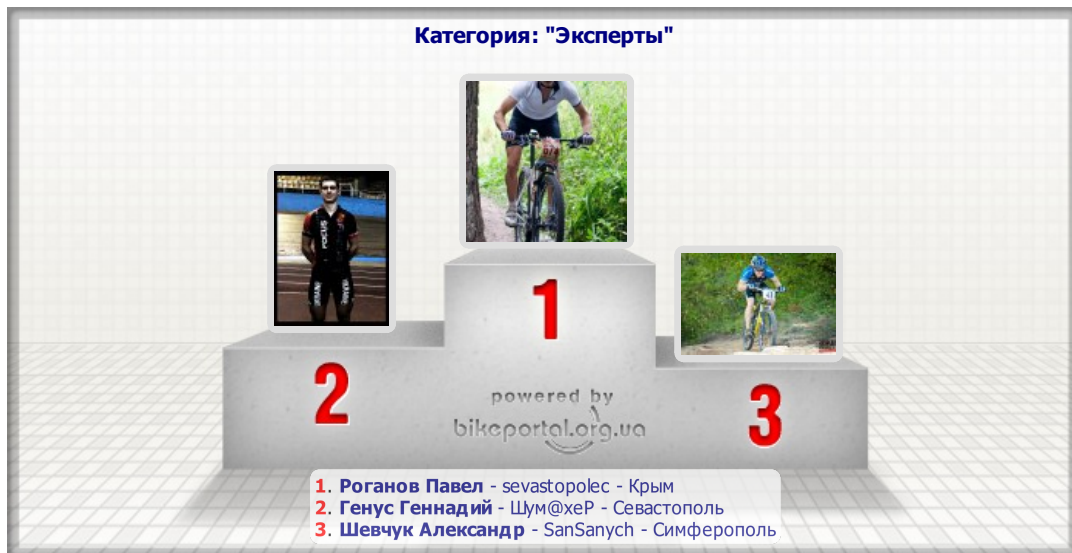 Категория: "Эксперты"
FOCUS
1
2
3
powered by
bikeportal.org.ua
1. Роганов Павел - sevastopolec - Крым
2. Генус Геннадий - Шум@хеР - Севастополь
3. Шевчук Александр - SanSanych - Симферополь